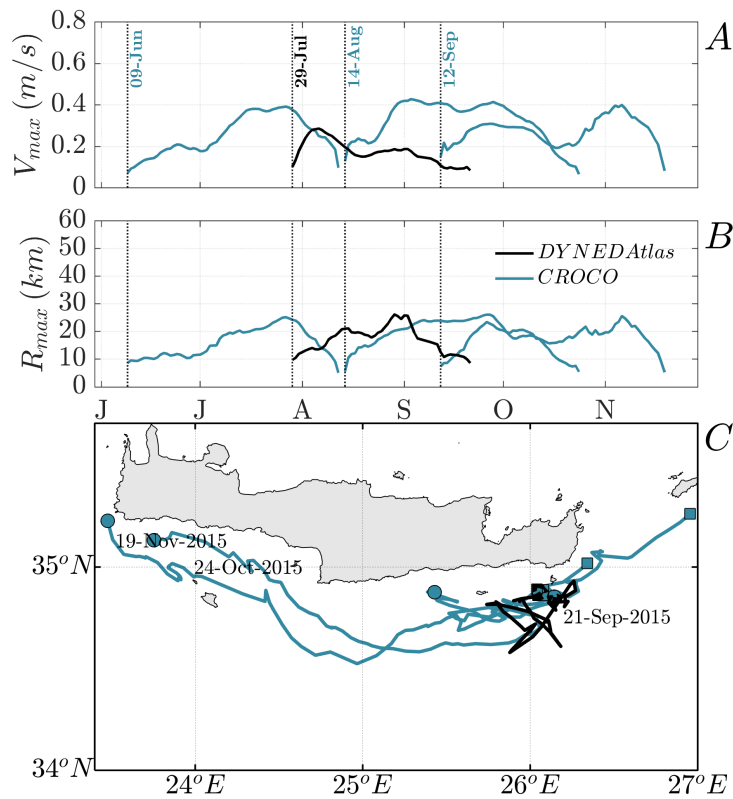 A
0.8
0.6
0.4
0.2
0
V_max (m/s)
09-Jun
29-Jul
14-Aug
12-Sep
B
60
50
40
30
20
10
0
R_max (km)
DYNEDAtlas
CROCO
J J A S O N
C
19-Nov-2015
24-Oct-2015
21-Sep-2015
35°N
34°N
24°E 25°E 26°E 27°E